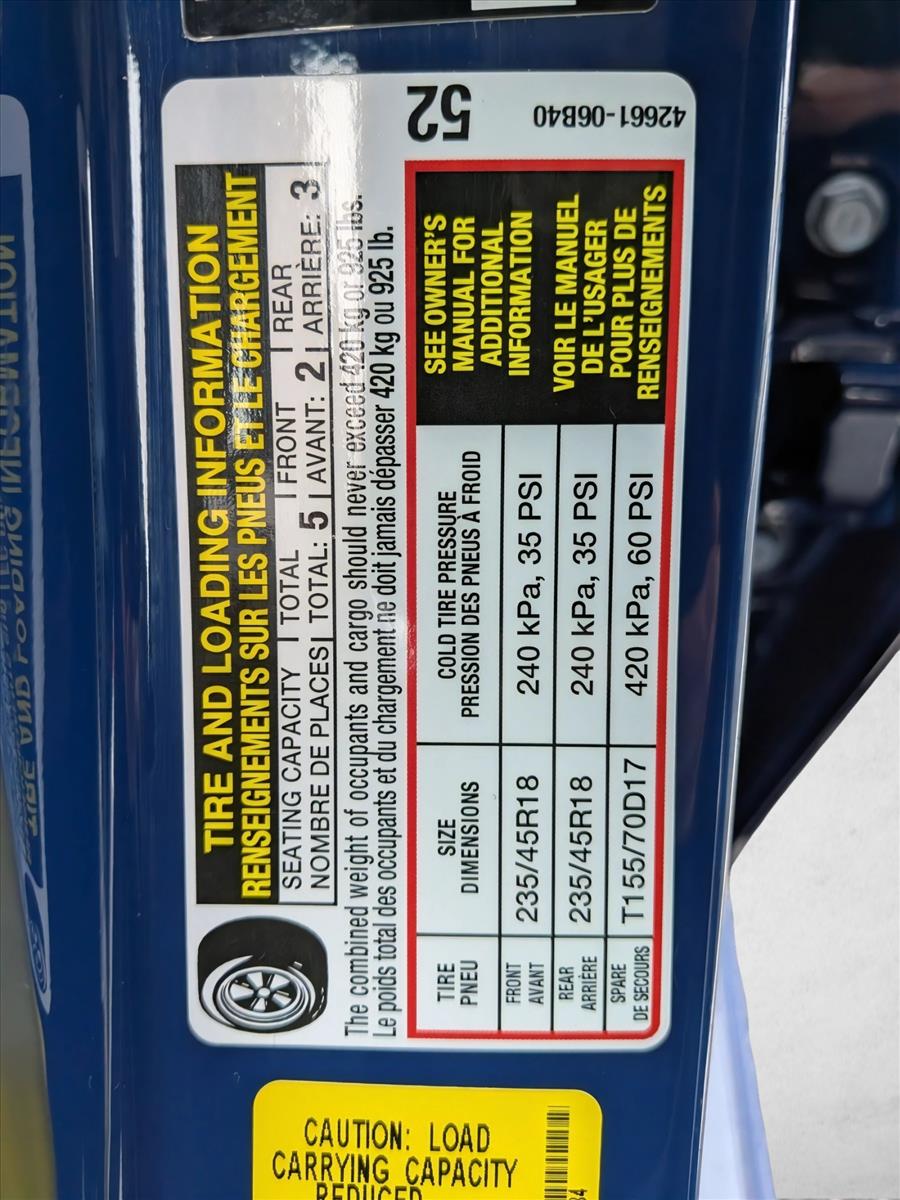 TIRE AND LOADING INFORMATION
RENSEIGNEMENTS SUR LES PNEUS ET LE CHARGEMENT
SEATING CAPACITY | TOTAL | FRONT | REAR
NOMBRE DE PLACES | TOTAL: 5 | AVANT: 2 | ARRIÈRE: 3
The combined weight of occupants and cargo should never exceed 420 kg or 925 lbs.
Le poids total des occupants et du chargement ne doit jamais dépasser 420 kg ou 925 lb.
TIRE
PNEU
SIZE
DIMENSIONS
COLD TIRE PRESSURE
PRESSION DES PNEUS À FROID
FRONT
AVANT
235/45R18
240 kPa, 35 PSI
REAR
ARRIÈRE
235/45R18
240 kPa, 35 PSI
SPARE
DE SECOURS
T155/70D17
420 kPa, 60 PSI
SEE OWNER'S
MANUAL FOR
ADDITIONAL
INFORMATION
VOIR LE MANUEL
DE L'USAGER
POUR PLUS DE
RENSEIGNEMENTS
52
42661-06B40
CAUTION: LOAD
CARRYING CAPACITY
REDUCED